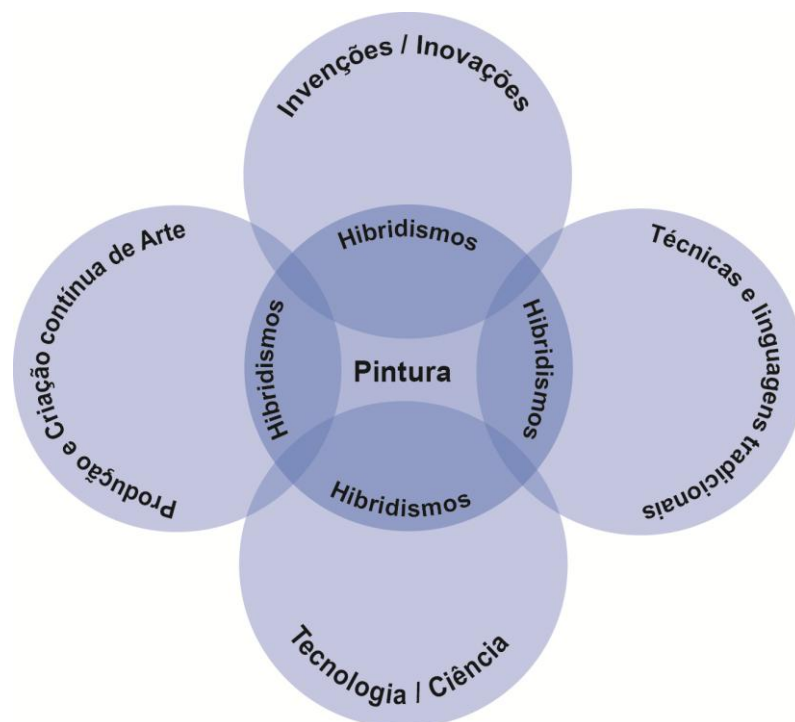 Invenções / Inovações
Hibridismos
Produção e Criação contínua de Arte
Hibridismos
Pintura
Hibridismos
Técnicas e linguagens tradicionais
Hibridismos
Tecnologia / Ciência